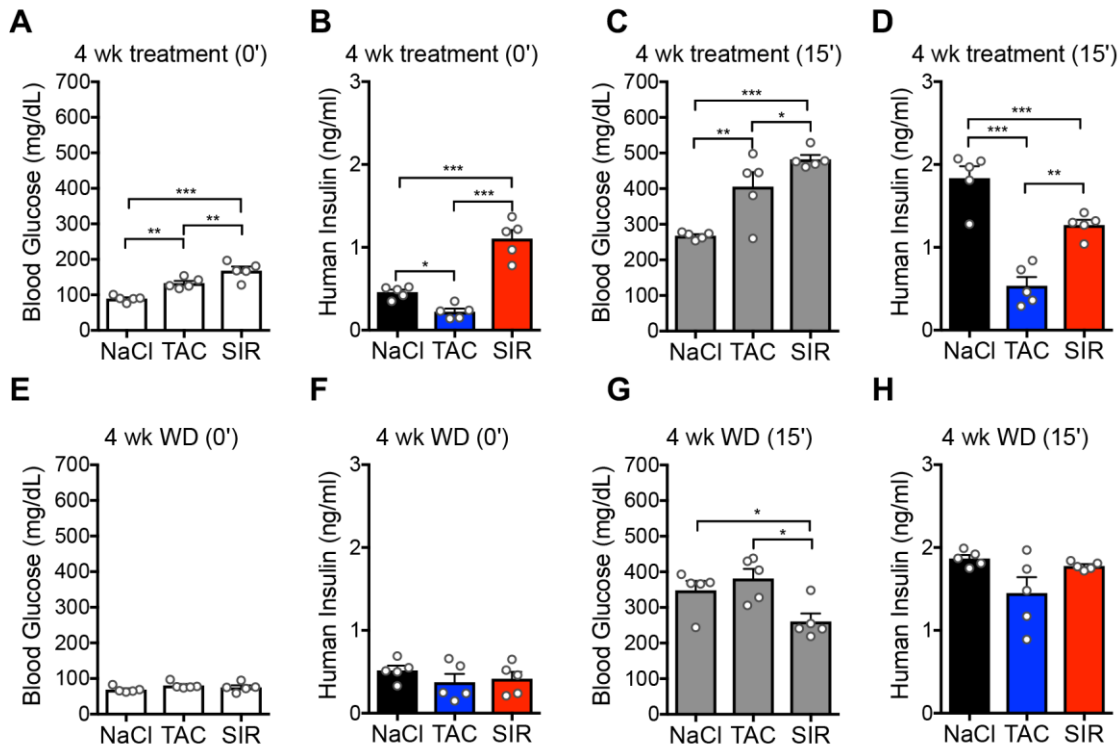 A
4 wk treatment (0')
Blood Glucose (mg/dL)
700
600
500
400
300
200
100
0
***
**
**
NaCl TAC SIR
B
4 wk treatment (0')
Human Insulin (ng/ml)
3
2
1
0
***
***
*
NaCl TAC SIR
C
4 wk treatment (15')
Blood Glucose (mg/dL)
700
600
500
400
300
200
100
0
***
*
**
NaCl TAC SIR
D
4 wk treatment (15')
Human Insulin (ng/ml)
3
2
1
0
***
***
**
NaCl TAC SIR
E
4 wk WD (0')
Blood Glucose (mg/dL)
700
600
500
400
300
200
100
0
NaCl TAC SIR
F
4 wk WD (0')
Human Insulin (ng/ml)
3
2
1
0
NaCl TAC SIR
G
4 wk WD (15')
Blood Glucose (mg/dL)
700
600
500
400
300
200
100
0
*
*
NaCl TAC SIR
H
4 wk WD (15')
Human Insulin (ng/ml)
3
2
1
0
NaCl TAC SIR